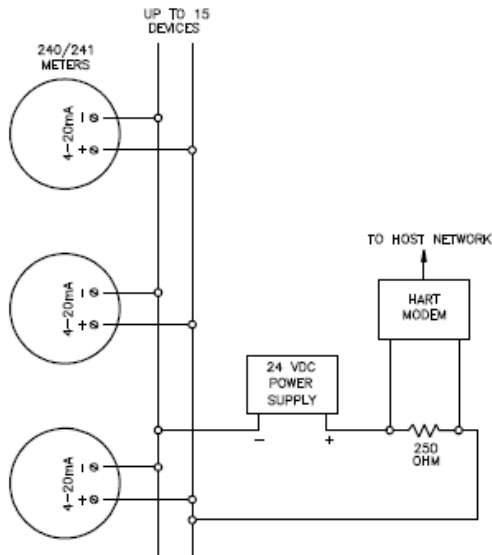 UP TO 15
DEVICES
240/241
METERS
4-20mA
- +
4-20mA
- +
4-20mA
- +
TO HOST NETWORK
HART
MODEM
24 VDC
POWER
SUPPLY
- +
250
OHM